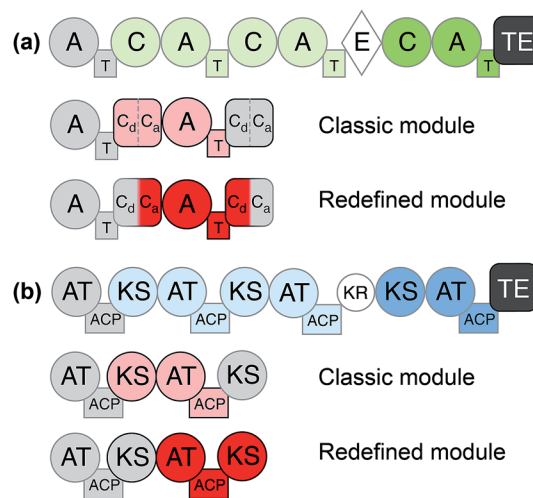 (a) A T C A T C A T E C A T TE
A T Cd Ca A T Cd Ca Classic module
A T Cd Ca A T Cd Ca Redefined module
(b) AT ACP KS AT ACP KS AT ACP KR KS AT ACP TE
AT ACP KS AT ACP KS Classic module
AT ACP KS AT ACP KS Redefined module